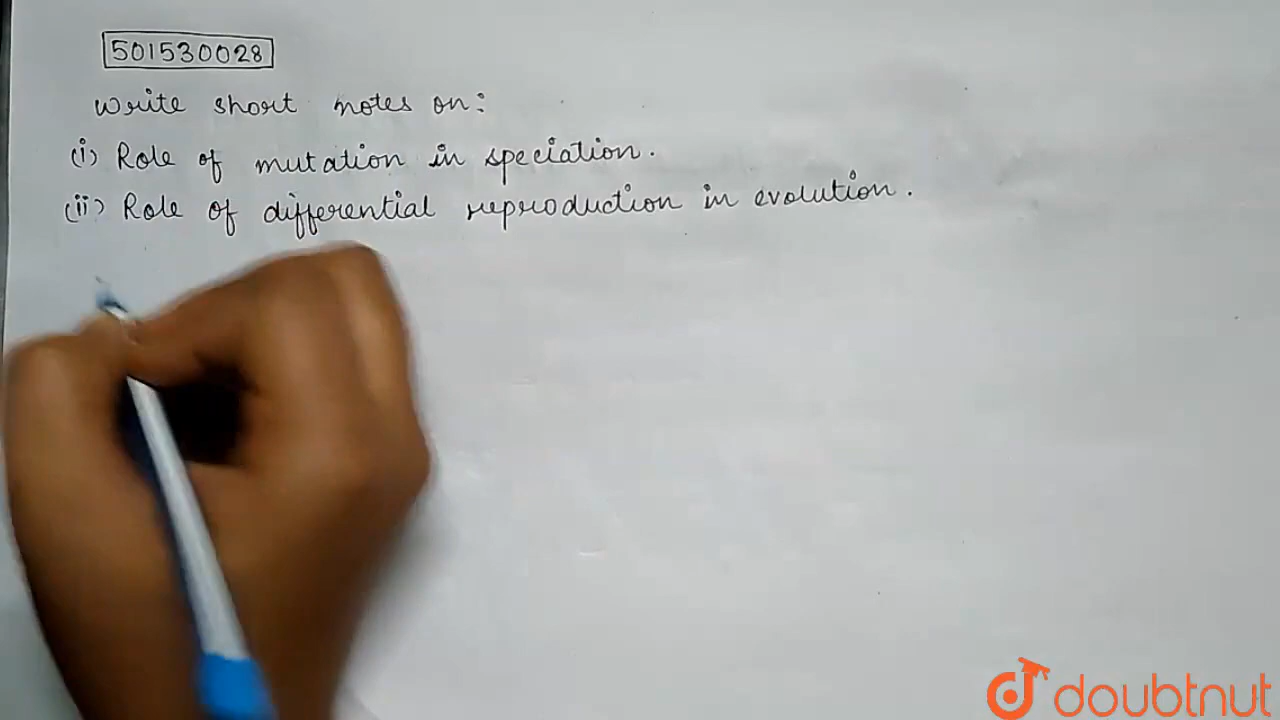 501530028
Write short notes on:
(i) Role of mutation in speciation.
(ii) Role of differential reproduction in evolution.
doubtnut